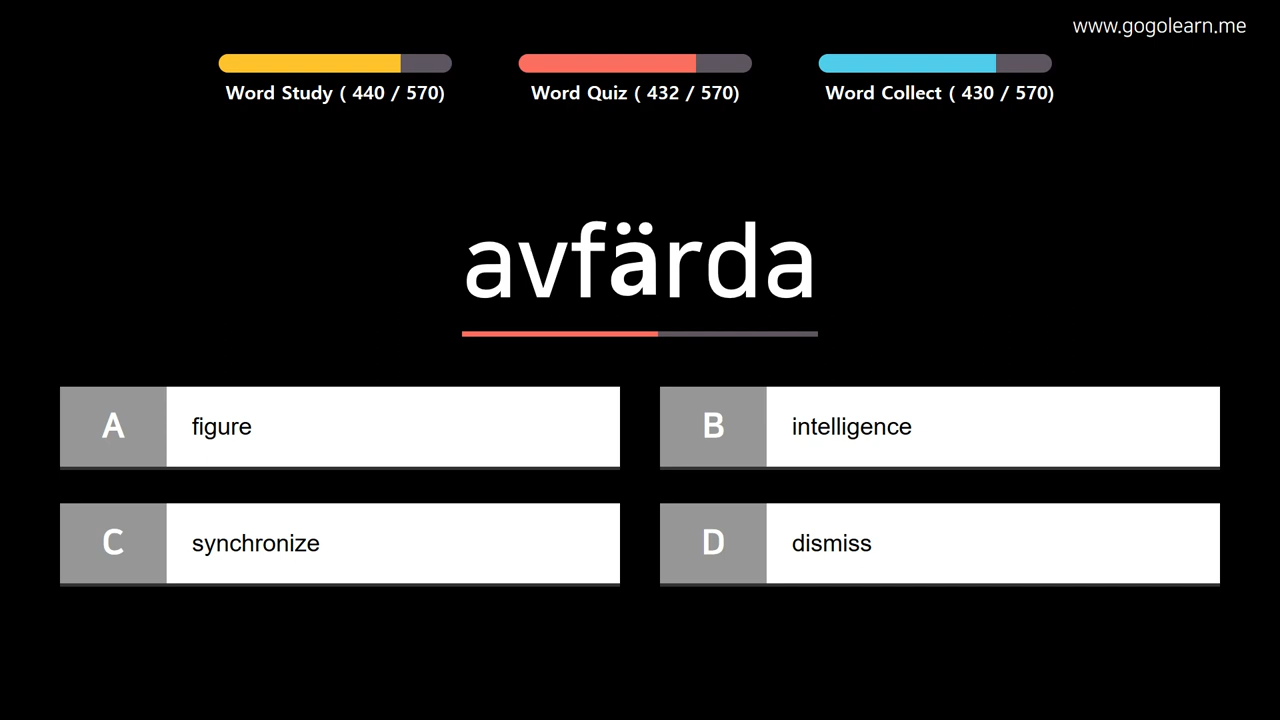 www.gogolearn.me
Word Study ( 440 / 570)
Word Quiz ( 432 / 570)
Word Collect ( 430 / 570)
avfärda
A figure
B intelligence
C synchronize
D dismiss